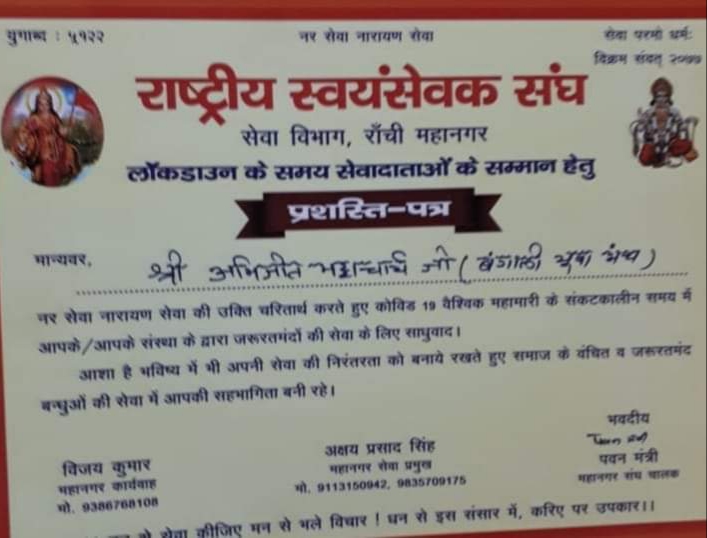 युगाब्द : ५१२२
नर सेवा नारायण सेवा
सेवा परमो धर्म:
विक्रम संवत् २०७७
राष्ट्रीय स्वयंसेवक संघ
सेवा विभाग, राँची महानगर
लॉकडाउन के समय सेवादाताओं के सम्मान हेतु
प्रशस्ति-पत्र
मान्यवर, श्री अभिजीत भट्टाचार्य जी ( बंगाली युवा मंच )
नर सेवा नारायण सेवा की उक्ति चरितार्थ करते हुए कोविड 19 वैश्विक महामारी के संकटकालीन समय में
आपके/आपके संस्था के द्वारा जरूरतमंदों की सेवा के लिए साधुवाद।
आशा है भविष्य में भी अपनी सेवा की निरंतरता को बनाये रखते हुए समाज के वंचित व जरूरतमंद
बन्धुओं की सेवा में आपकी सहभागिता बनी रहे।
विजय कुमार
महानगर कार्यवाह
मो. 9386768108
अक्षय प्रसाद सिंह
महानगर सेवा प्रमुख
मो. 9113150942, 9835709175
भवदीय
पवन मंत्री
महानगर संघ चालक
से सेवा कीजिए मन से भले विचार ! धन से इस संसार में, करिए पर उपकार।।